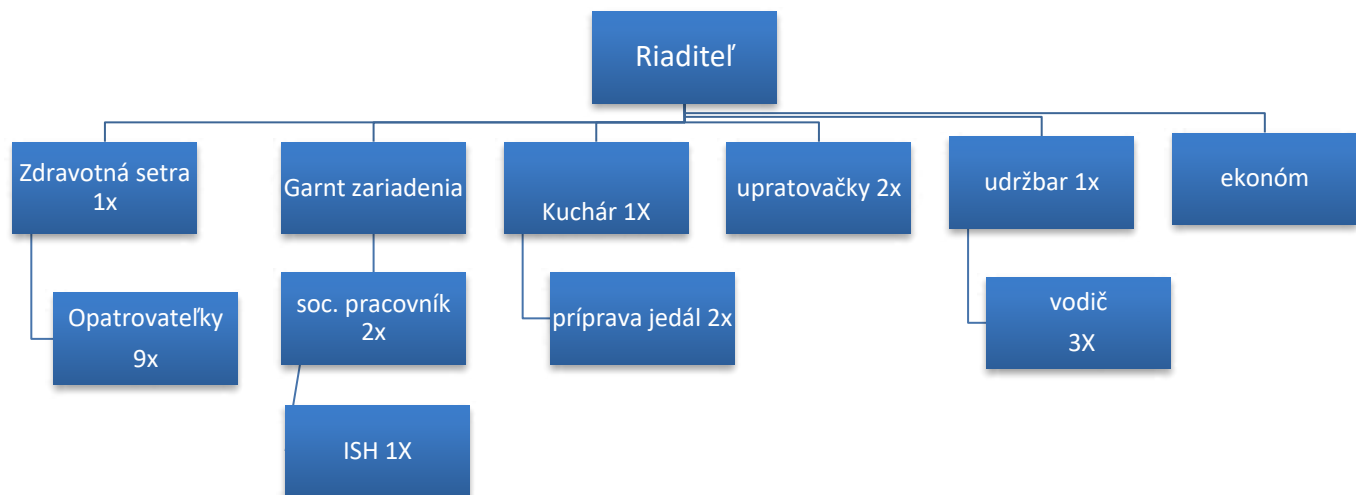 Riaditeľ
Zdravotná setra
1x
Garnt zariadenia
Kuchár 1X
upratovačky 2x
udržbar 1x
ekonóm
Opatrovateľky
9x
soc. pracovník
2x
príprava jedál 2x
vodič
3X
ISH 1X